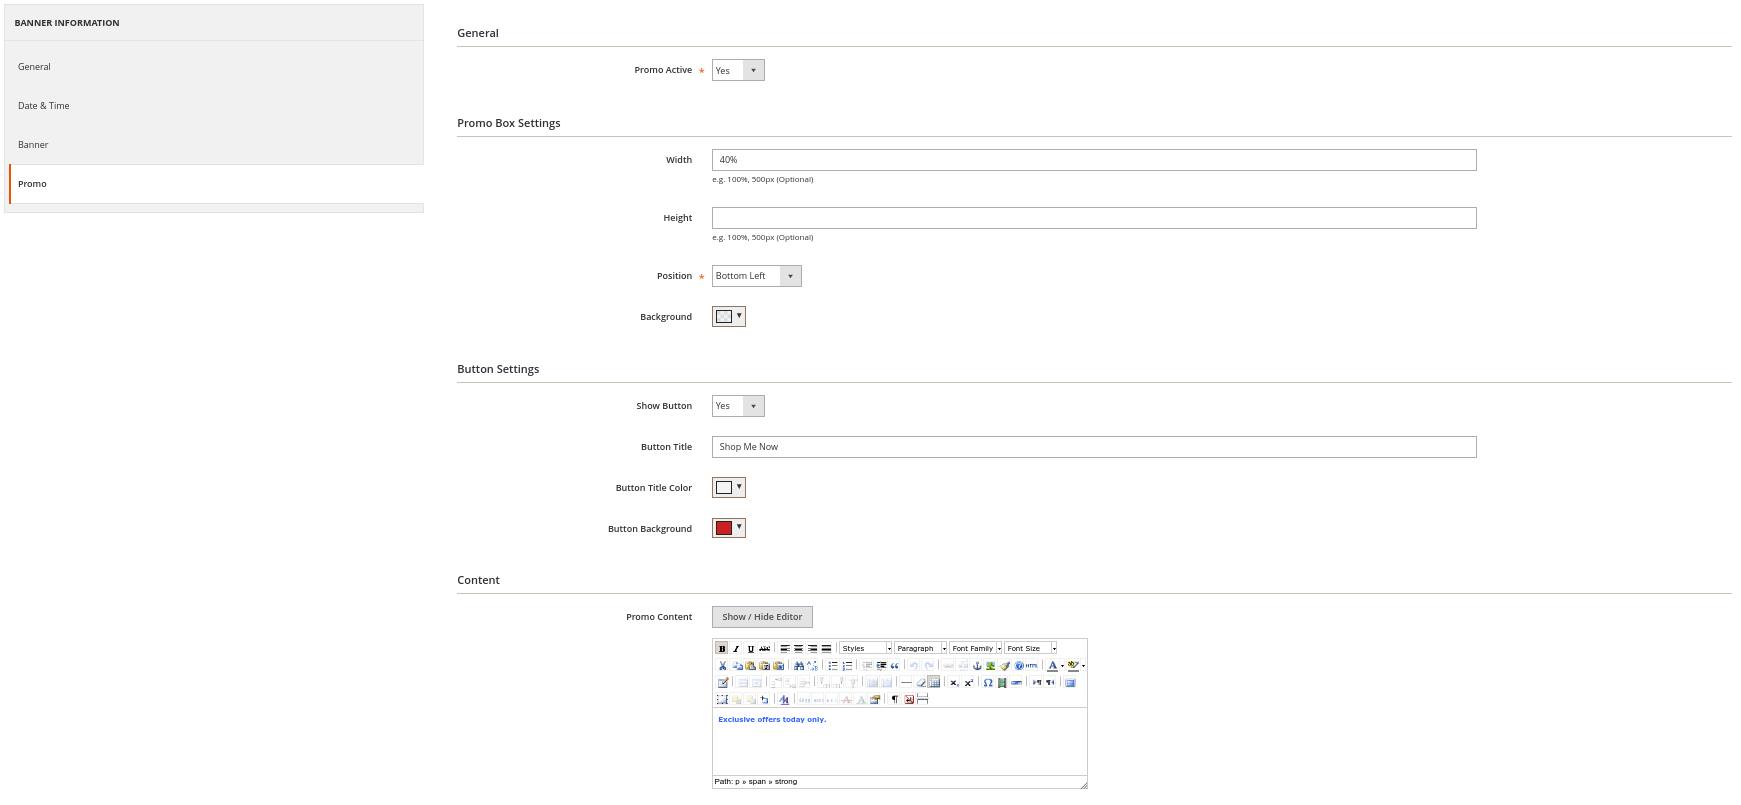 BANNER INFORMATION
General
Date & Time
Banner
Promo
General
Promo Active * Yes
Promo Box Settings
Width 40%
e.g. 100%, 500px (Optional)
Height
e.g. 100%, 500px (Optional)
Position * Bottom Left
Background
Button Settings
Show Button Yes
Button Title Shop Me Now
Button Title Color
Button Background
Content
Promo Content Show / Hide Editor
B I U ABC Styles Paragraph Font Family Font Size
HTML A
Exclusive offers today only.
Path: p » span » strong